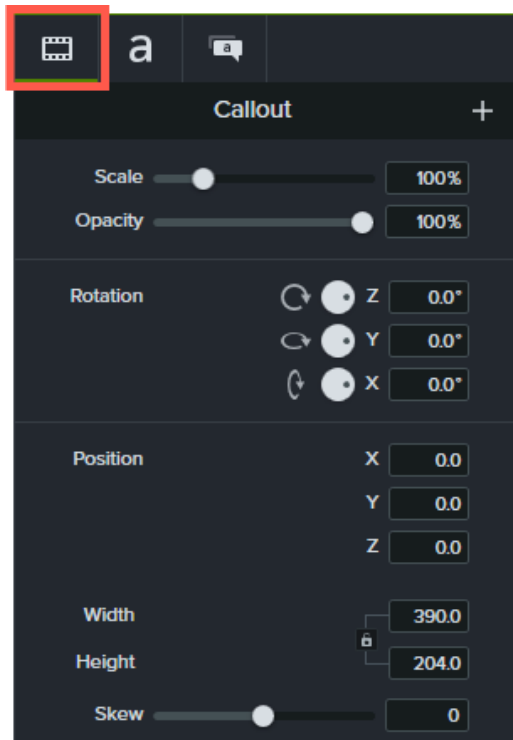 a
a
Callout
Scale 100%
Opacity 100%
Rotation Z 0.0°
Y 0.0°
X 0.0°
Position X 0.0
Y 0.0
Z 0.0
Width 390.0
Height 204.0
Skew 0